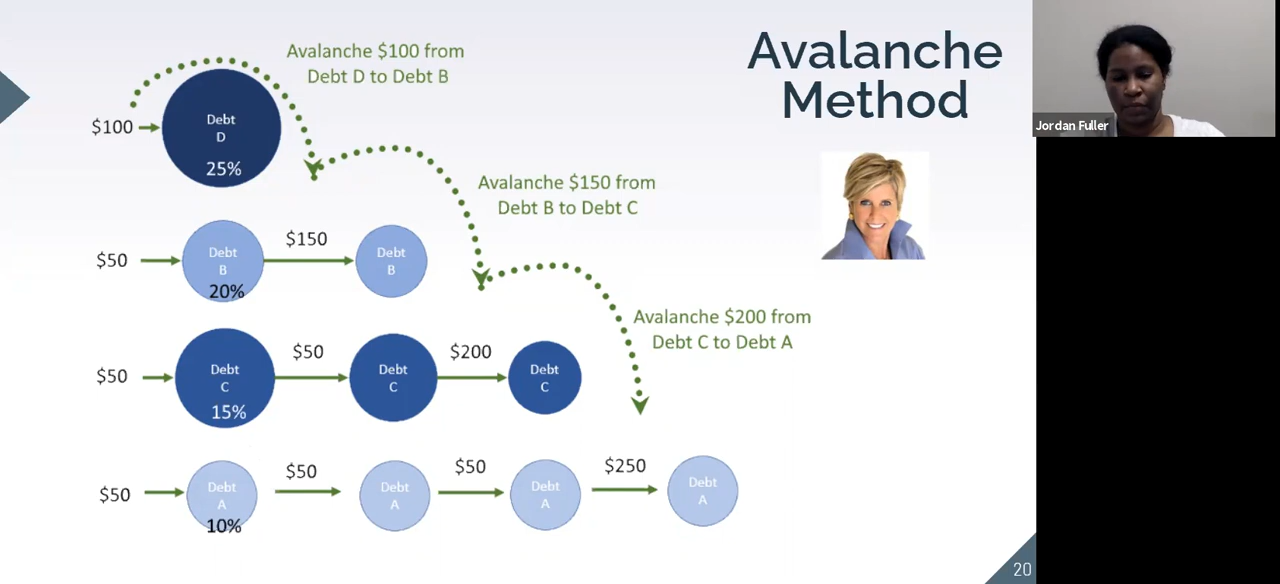 Avalanche
Method
Jordan Fuller
Avalanche $100 from
Debt D to Debt B
$100
Debt
D
25%
Avalanche $150 from
Debt B to Debt C
$50
Debt
B
20%
$150
Debt
B
Avalanche $200 from
Debt C to Debt A
$50
Debt
C
15%
$50
Debt
C
$200
Debt
C
$50
Debt
A
10%
$50
Debt
A
$50
Debt
A
$250
Debt
A
20